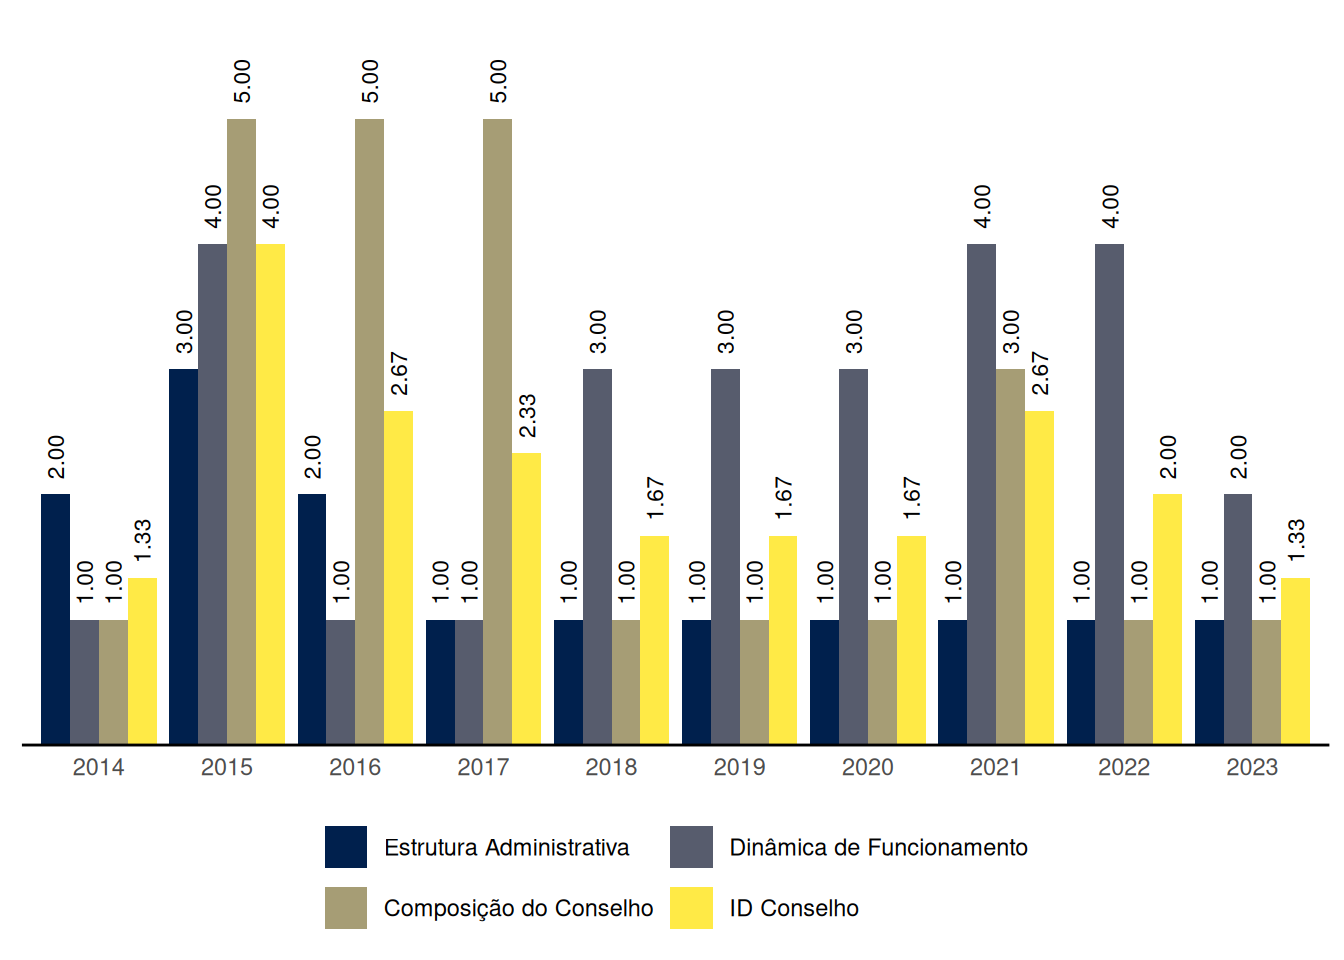 5.00 5.00 5.00
4.00 4.00 4.00 4.00
3.00 3.00 3.00 3.00 3.00
2.67 2.67
2.00 2.00 2.33 2.00 2.00
1.33 1.67 1.67 1.67 1.33
1.00 1.00 1.00 1.00 1.00 1.00 1.00 1.00 1.00 1.00 1.00 1.00 1.00 1.00 1.00 1.00
2014 2015 2016 2017 2018 2019 2020 2021 2022 2023
Estrutura Administrativa Dinâmica de Funcionamento
Composição do Conselho ID Conselho